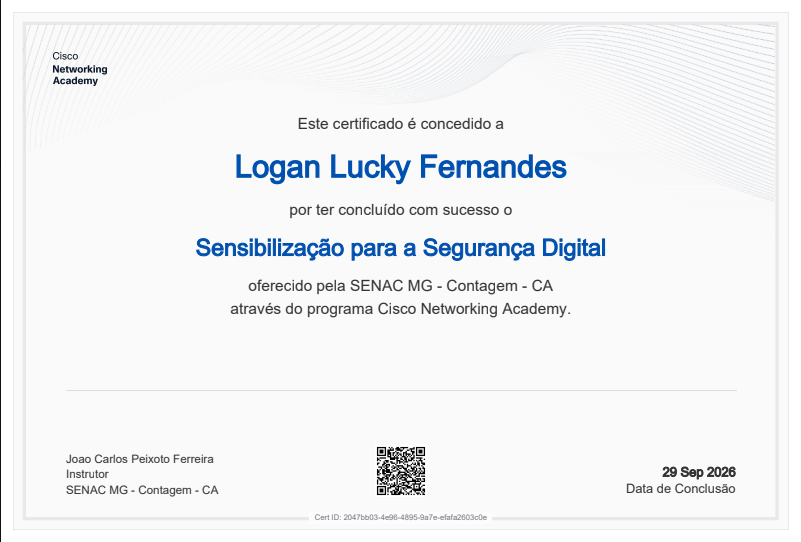 Cisco
Networking
Academy
Este certificado é concedido a
Logan Lucky Fernandes
por ter concluído com sucesso o
Sensibilização para a Segurança Digital
oferecido pela SENAC MG - Contagem - CA
através do programa Cisco Networking Academy.
Joao Carlos Peixoto Ferreira
Instrutor
SENAC MG - Contagem - CA
29 Sep 2026
Data de Conclusão
Cert ID: 2047bb03-4e96-4895-9a7e-efafa2603c0e